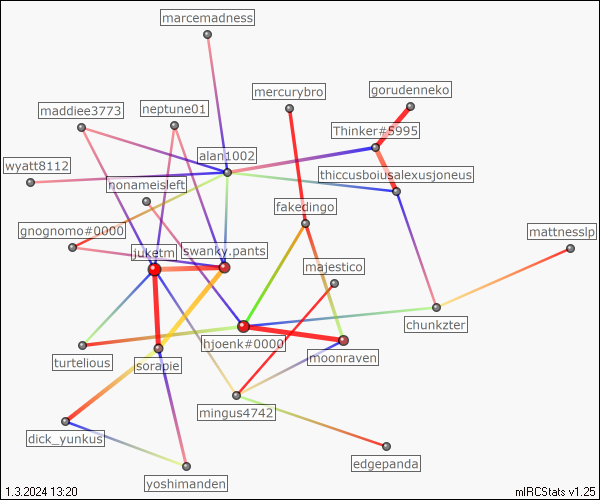 marcemadness
gorudenneko
mercurybro
maddiee3773
neptune01
Thinker#5995
alan1002
wyatt8112
thiccusboiusalexusjoneus
nonameisleft
fakedingo
gnognomo#0000
mattnesslp
juketm
swanky.pants
majestico
chunkzter
hjoenk#0000
turtelious
sorapie
moonraven
mingus4742
dick_yunkus
edgepanda
yoshimanden
1.3.2024 13:20
mIRCStats v1.25